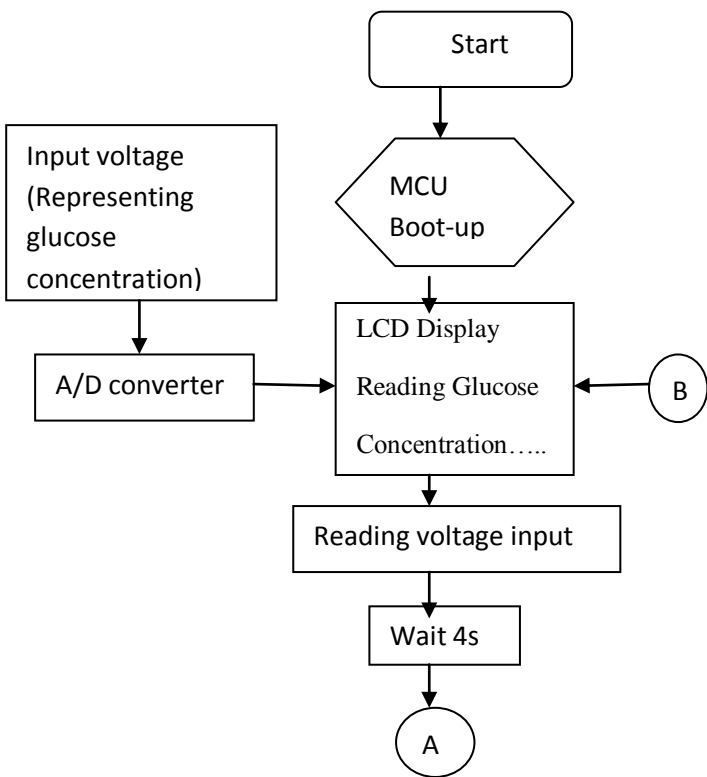 Start
MCU
Boot-up
Input voltage
(Representing
glucose
concentration)
A/D converter
LCD Display
Reading Glucose
Concentration…..
B
Reading voltage input
Wait 4s
A